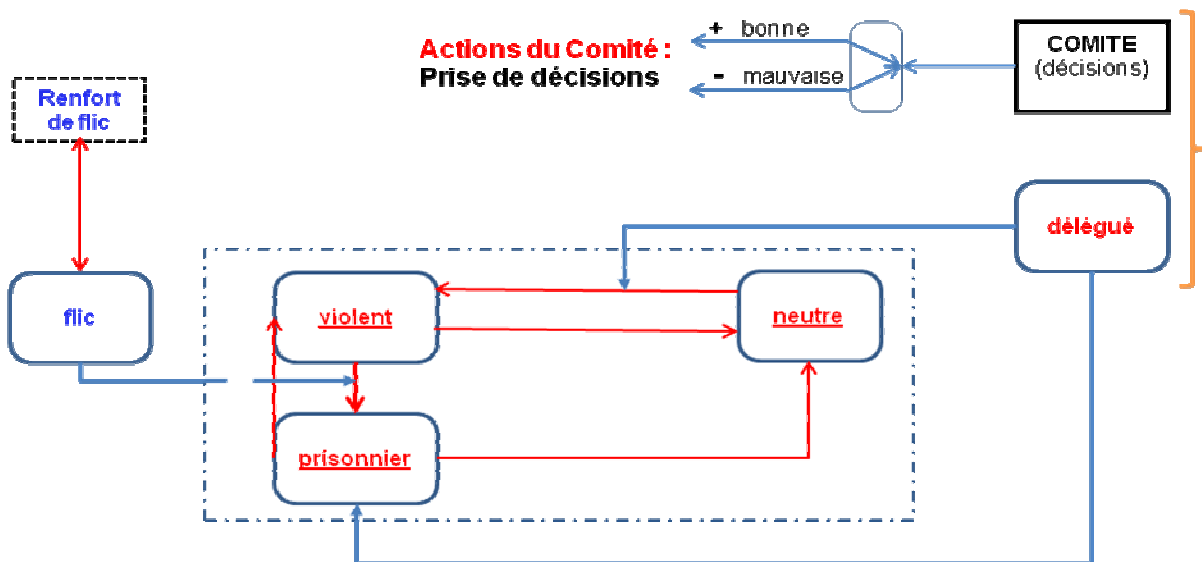 Actions du Comité :
Prise de décisions
+ bonne
- mauvaise
COMITE
(décisions)
Renfort
de flic
délégué
flic
violent
neutre
prisonnier